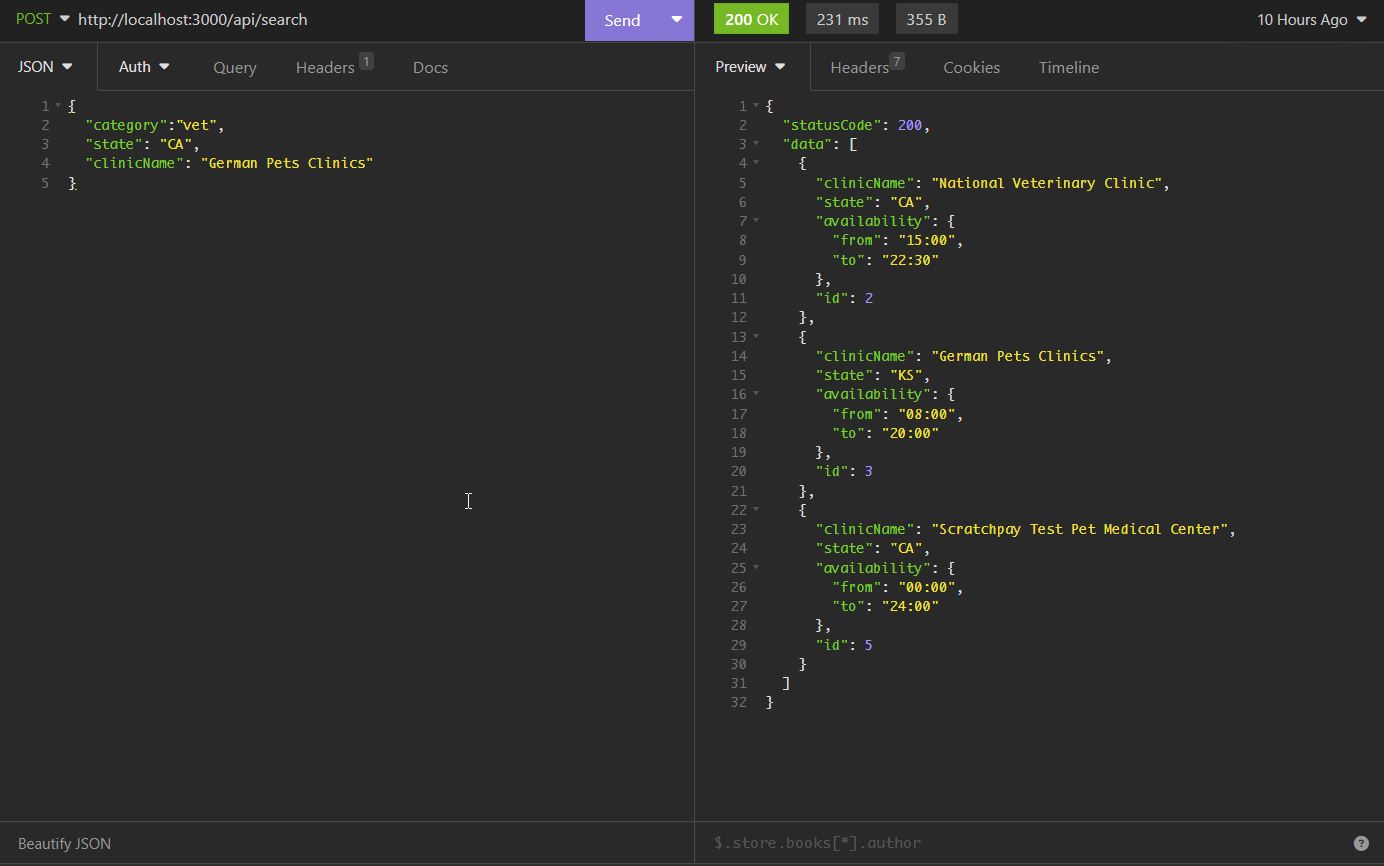 POST http://localhost:3000/api/search Send 200 OK 231 ms 355 B 10 Hours Ago
JSON Auth Query Headers 1 Docs
1 {
2 "category":"vet",
3 "state": "CA",
4 "clinicName": "German Pets Clinics"
5 }
Preview Headers 7 Cookies Timeline
1 {
2 "statusCode": 200,
3 "data": [
4 {
5 "clinicName": "National Veterinary Clinic",
6 "state": "CA",
7 "availability": {
8 "from": "15:00",
9 "to": "22:30"
10 },
11 "id": 2
12 },
13 {
14 "clinicName": "German Pets Clinics",
15 "state": "KS",
16 "availability": {
17 "from": "08:00",
18 "to": "20:00"
19 },
20 "id": 3
21 },
22 {
23 "clinicName": "Scratchpay Test Pet Medical Center",
24 "state": "CA",
25 "availability": {
26 "from": "00:00",
27 "to": "24:00"
28 },
29 "id": 5
30 }
31 ]
32 }
Beautify JSON
$.store.books[*].author ?